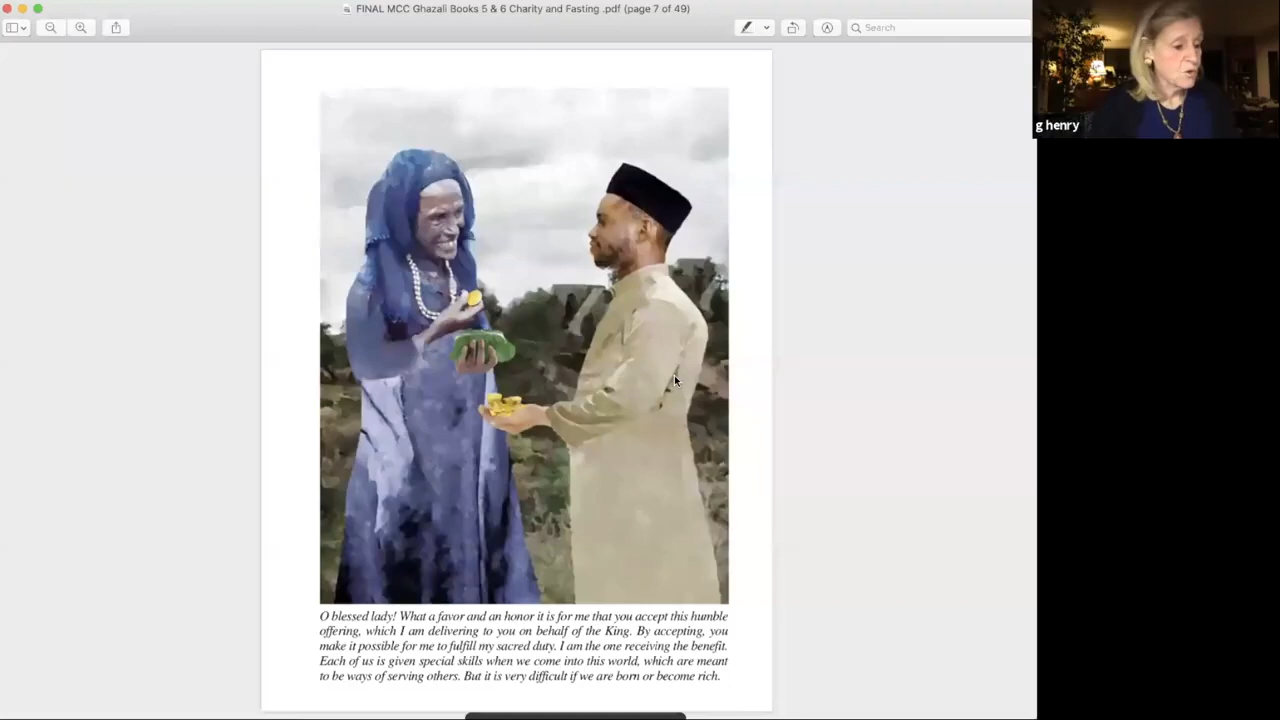 FINAL MCC Ghazali Books 5 & 6 Charity and Fasting .pdf (page 7 of 49)
Search
g henry
O blessed lady! What a favor and an honor it is for me that you accept this humble
offering, which I am delivering to you on behalf of the King. By accepting, you
make it possible for me to fulfill my sacred duty. I am the one receiving the benefit.
Each of us is given special skills when we come into this world, which are meant
to be ways of serving others. But it is very difficult if we are born or become rich.